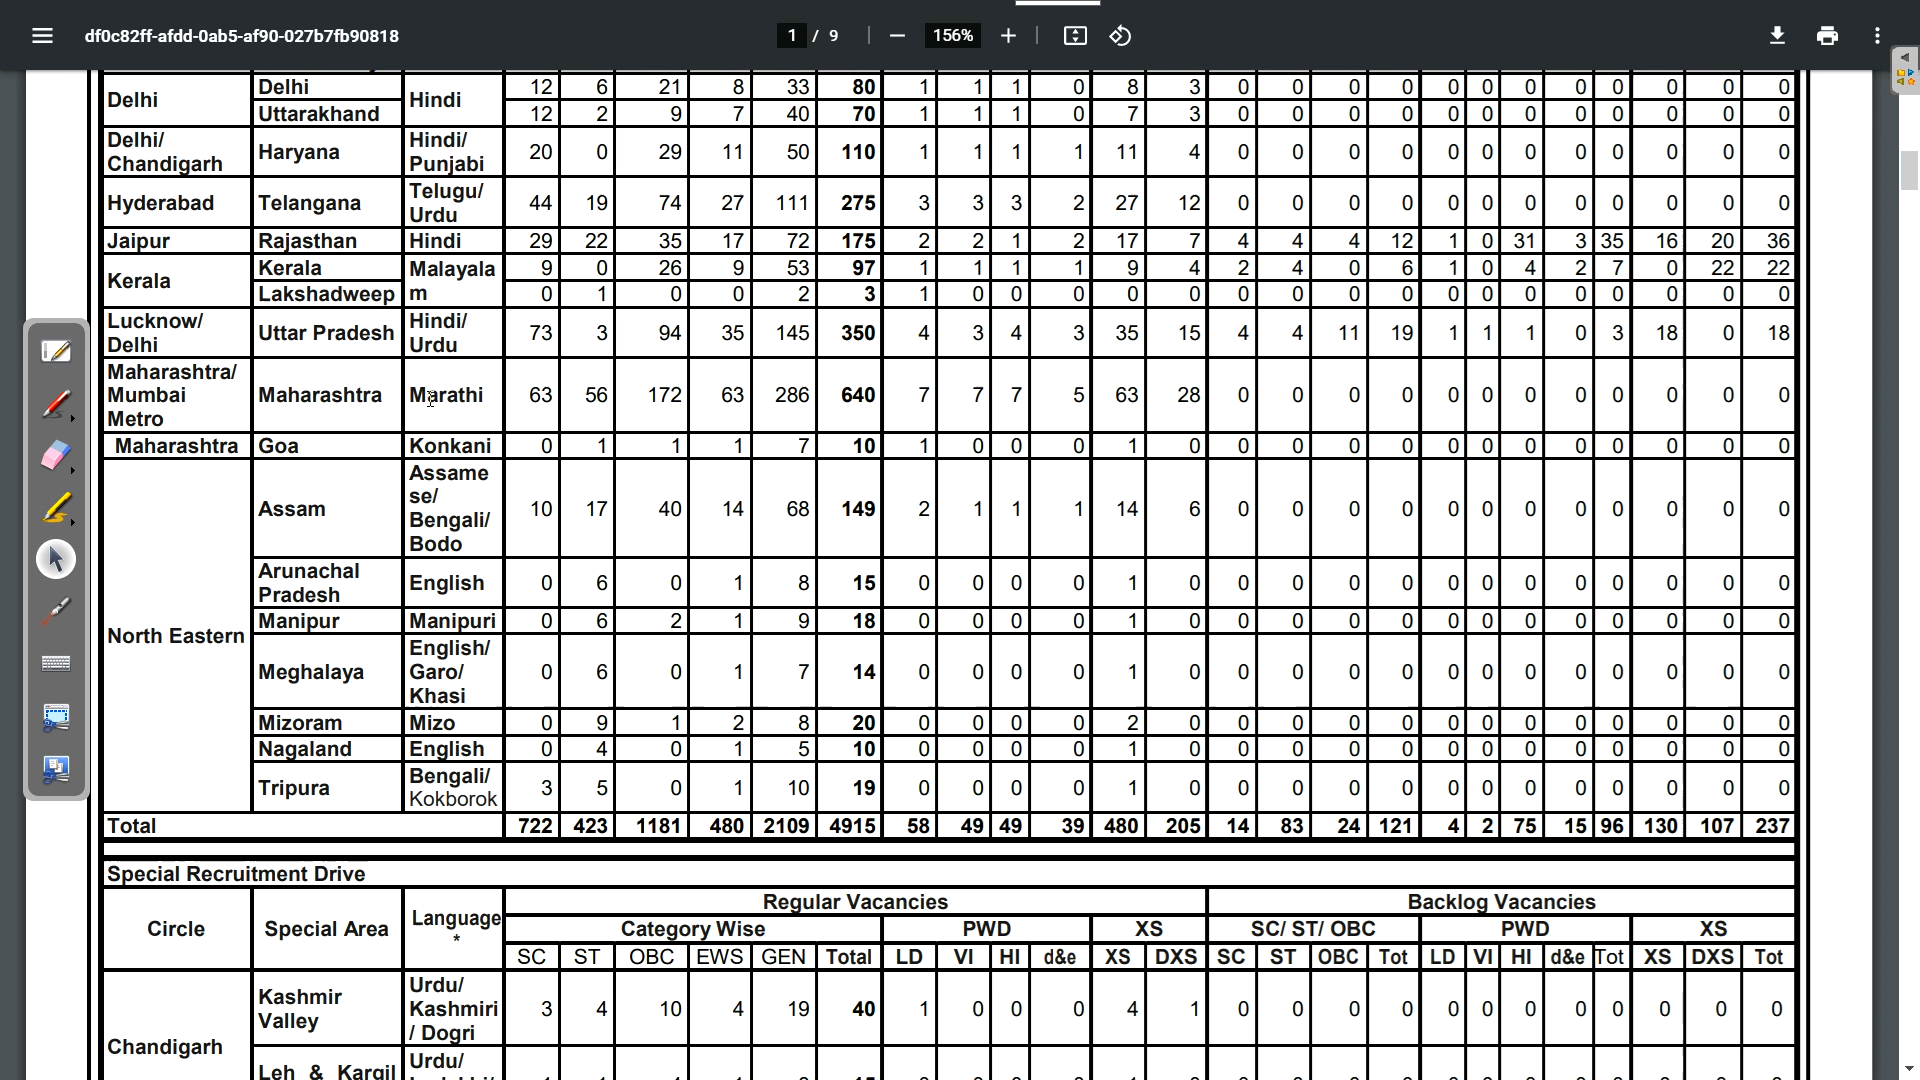 df0c82ff-afdd-0ab5-af90-027b7fb90818 1 / 9 156%
Delhi Delhi Hindi 12 6 21 8 33 80 1 1 1 0 8 3 0 0 0 0 0 0 0 0 0 0 0 0
Uttarakhand 12 2 9 7 40 70 1 1 1 0 7 3 0 0 0 0 0 0 0 0 0 0 0 0
Delhi/ Chandigarh Haryana Hindi/ Punjabi 20 0 29 11 50 110 1 1 1 1 11 4 0 0 0 0 0 0 0 0 0 0 0 0
Hyderabad Telangana Telugu/ Urdu 44 19 74 27 111 275 3 3 3 2 27 12 0 0 0 0 0 0 0 0 0 0 0 0
Jaipur Rajasthan Hindi 29 22 35 17 72 175 2 2 1 2 17 7 4 4 4 12 1 0 31 3 35 16 20 36
Kerala Kerala Malayala m 9 0 26 9 53 97 1 1 1 1 9 4 2 4 0 6 1 0 4 2 7 0 22 22
Lakshadweep 0 1 0 0 2 3 1 0 0 0 0 0 0 0 0 0 0 0 0 0 0 0 0 0
Lucknow/ Delhi Uttar Pradesh Hindi/ Urdu 73 3 94 35 145 350 4 3 4 3 35 15 4 4 11 19 1 1 1 0 3 18 0 18
Maharashtra/ Mumbai Metro Maharashtra Marathi 63 56 172 63 286 640 7 7 7 5 63 28 0 0 0 0 0 0 0 0 0 0 0 0
Maharashtra Goa Konkani 0 1 1 1 7 10 1 0 0 0 1 0 0 0 0 0 0 0 0 0 0 0 0 0
North Eastern Assam Assame se/ Bengali/ Bodo 10 17 40 14 68 149 2 1 1 1 14 6 0 0 0 0 0 0 0 0 0 0 0 0
Arunachal Pradesh English 0 6 0 1 8 15 0 0 0 0 1 0 0 0 0 0 0 0 0 0 0 0 0 0
Manipur Manipuri 0 6 2 1 9 18 0 0 0 0 1 0 0 0 0 0 0 0 0 0 0 0 0 0
Meghalaya English/ Garo/ Khasi 0 6 0 1 7 14 0 0 0 0 1 0 0 0 0 0 0 0 0 0 0 0 0 0
Mizoram Mizo 0 9 1 2 8 20 0 0 0 0 2 0 0 0 0 0 0 0 0 0 0 0 0 0
Nagaland English 0 4 0 1 5 10 0 0 0 0 1 0 0 0 0 0 0 0 0 0 0 0 0 0
Tripura Bengali/ Kokborok 3 5 0 1 10 19 0 0 0 0 1 0 0 0 0 0 0 0 0 0 0 0 0 0
Total 722 423 1181 480 2109 4915 58 49 49 39 480 205 14 83 24 121 4 2 75 15 96 130 107 237
Special Recruitment Drive
Circle Special Area Language * Regular Vacancies Backlog Vacancies
Category Wise PWD XS SC/ ST/ OBC PWD XS
SC ST OBC EWS GEN Total LD VI HI d&e XS DXS SC ST OBC Tot LD VI HI d&e Tot XS DXS Tot
Chandigarh Kashmir Valley Urdu/ Kashmiri / Dogri 3 4 10 4 19 40 1 0 0 0 4 1 0 0 0 0 0 0 0 0 0 0 0 0
Leh & Kargil Urdu/